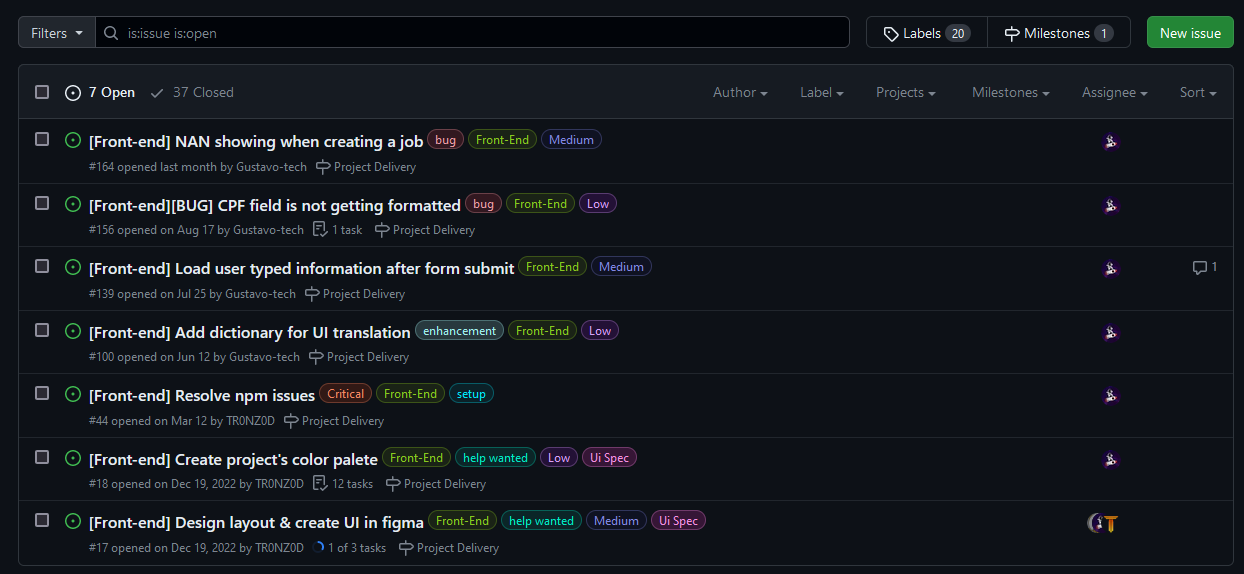 Filters is:issue is:open Labels 20 Milestones 1 New issue
7 Open 37 Closed Author Label Projects Milestones Assignee Sort
[Front-end] NAN showing when creating a job bug Front-End Medium
#164 opened last month by Gustavo-tech Project Delivery
[Front-end][BUG] CPF field is not getting formatted bug Front-End Low
#156 opened on Aug 17 by Gustavo-tech 1 task Project Delivery
[Front-end] Load user typed information after form submit Front-End Medium 1
#139 opened on Jul 25 by Gustavo-tech Project Delivery
[Front-end] Add dictionary for UI translation enhancement Front-End Low
#100 opened on Jun 12 by Gustavo-tech Project Delivery
[Front-end] Resolve npm issues Critical Front-End setup
#44 opened on Mar 12 by TR0NZ0D Project Delivery
[Front-end] Create project's color palete Front-End help wanted Low Ui Spec
#18 opened on Dec 19, 2022 by TR0NZ0D 12 tasks Project Delivery
[Front-end] Design layout & create UI in figma Front-End help wanted Medium Ui Spec
#17 opened on Dec 19, 2022 by TR0NZ0D 1 of 3 tasks Project Delivery